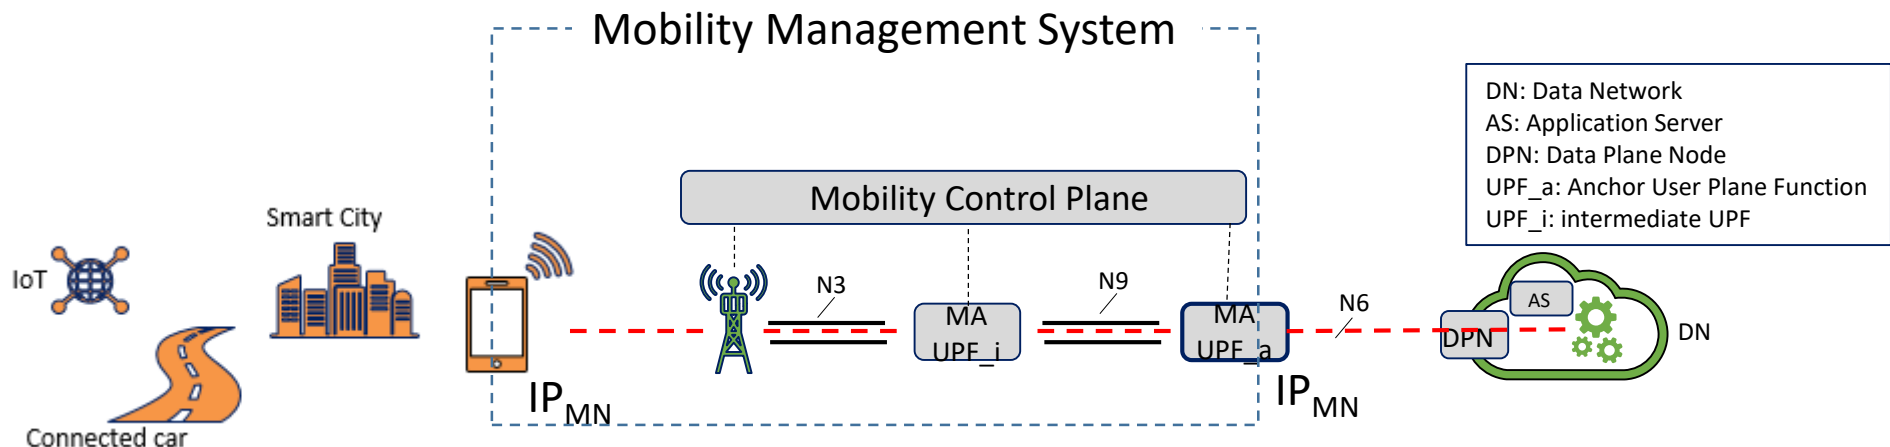 Mobility Management System
DN: Data Network
AS: Application Server
DPN: Data Plane Node
UPF_a: Anchor User Plane Function
UPF_i: intermediate UPF
Mobility Control Plane
Smart City
IoT
N3
N9
N6
AS
MA
UPF_i
MA
UPF_a
DPN
DN
IPMN
IPMN
Connected car